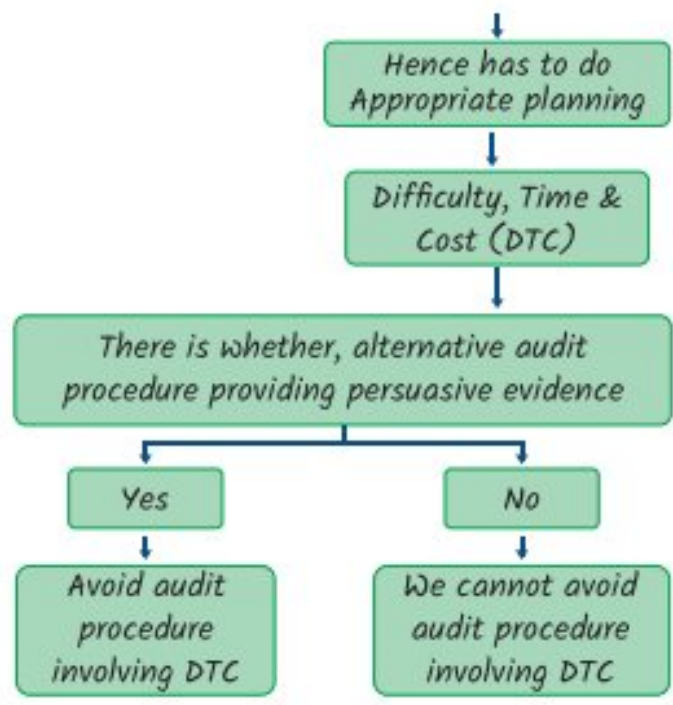 Hence has to do
Appropriate planning
Difficulty, Time &
Cost (DTC)
There is whether, alternative audit
procedure providing persuasive evidence
Yes
No
Avoid audit
procedure
involving DTC
We cannot avoid
audit procedure
involving DTC